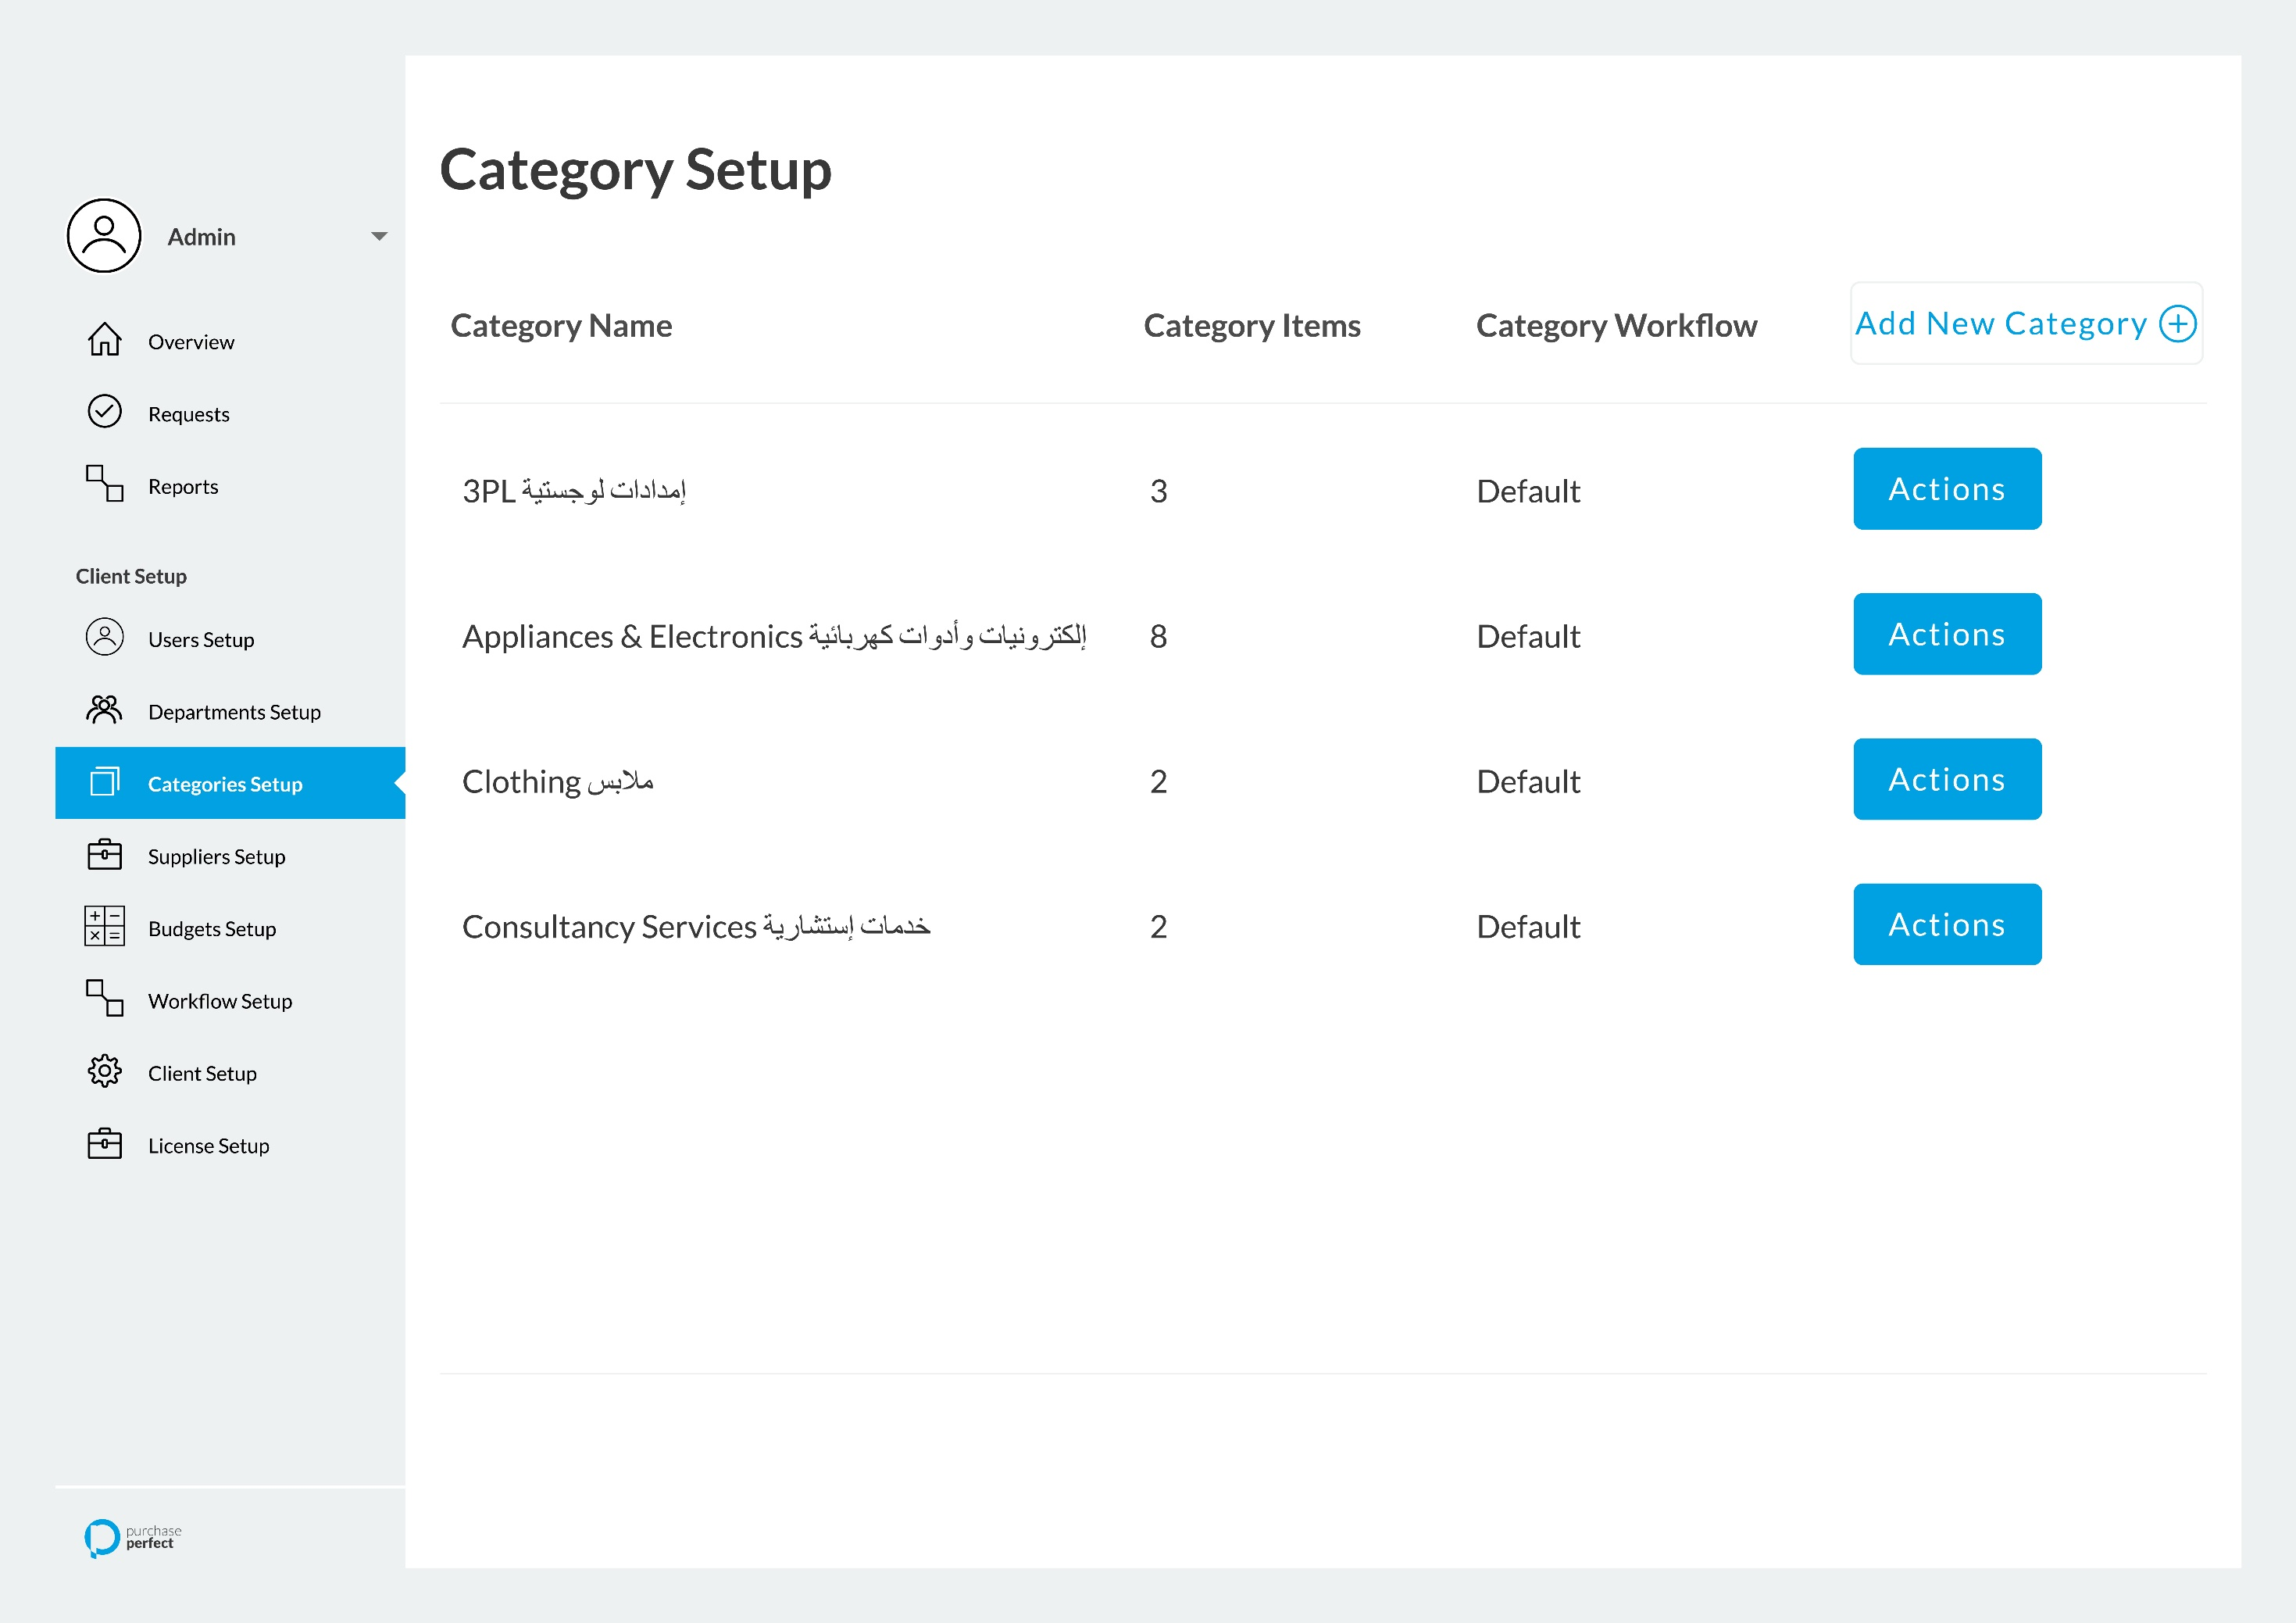 Category Setup
Admin
Overview
Requests
Reports
Client Setup
Users Setup
Departments Setup
Categories Setup
Suppliers Setup
Budgets Setup
Workflow Setup
Client Setup
License Setup
purchase
perfect
Category Name Category Items Category Workflow Add New Category
3PL إمدادات لوجستية 3 Default Actions
Appliances & Electronics إلكترونيات وأدوات كهربائية 8 Default Actions
Clothing ملابس 2 Default Actions
Consultancy Services خدمات إستشارية 2 Default Actions